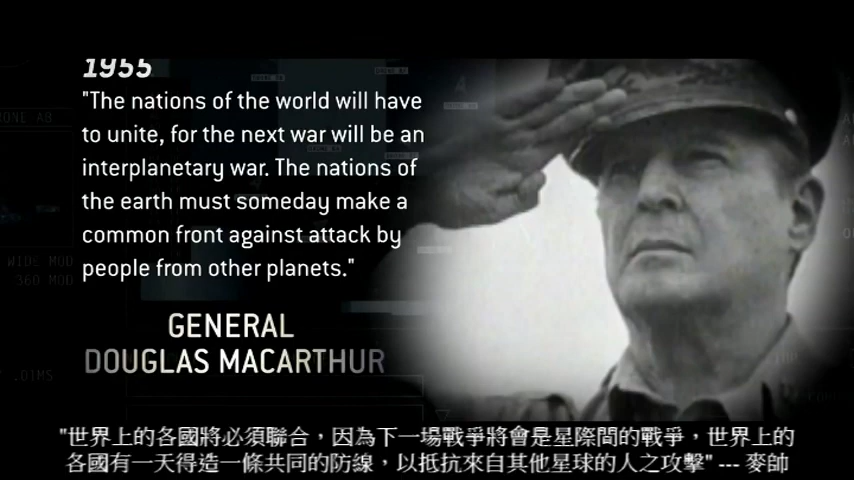 1955
"The nations of the world will have
to unite, for the next war will be an
interplanetary war. The nations of
the earth must someday make a
common front against attack by
people from other planets."
GENERAL
DOUGLAS MACARTHUR
WIDE MOD
360 MOD
.01MS
"世界上的各國將必須聯合，因為下一場戰爭將會是星際間的戰爭，世界上的
各國有一天得造一條共同的防線，以抵抗來自其他星球的人之攻擊" --- 麥帥